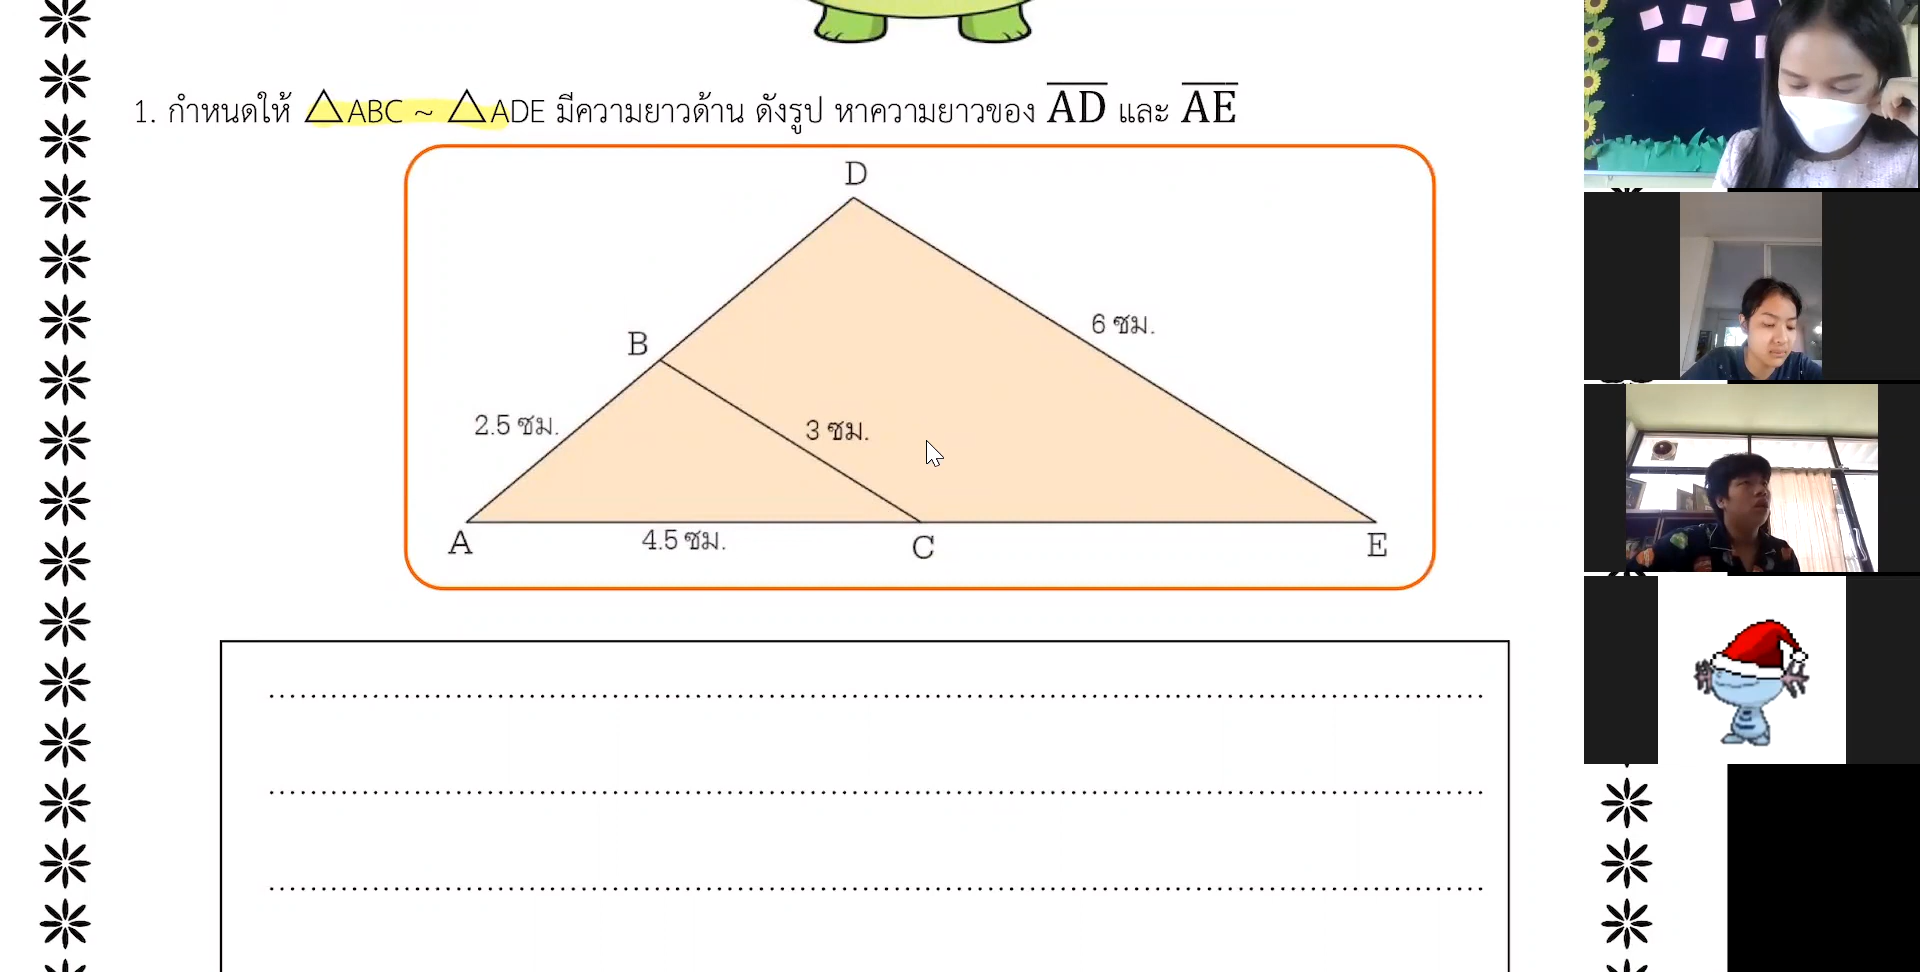 1. กำหนดให้ △ABC ~ △ADE มีความยาวด้าน ดังรูป หาความยาวของ AD และ AE
D
6 ซม.
B
2.5 ซม.
3 ซม.
A
4.5 ซม.
C
E